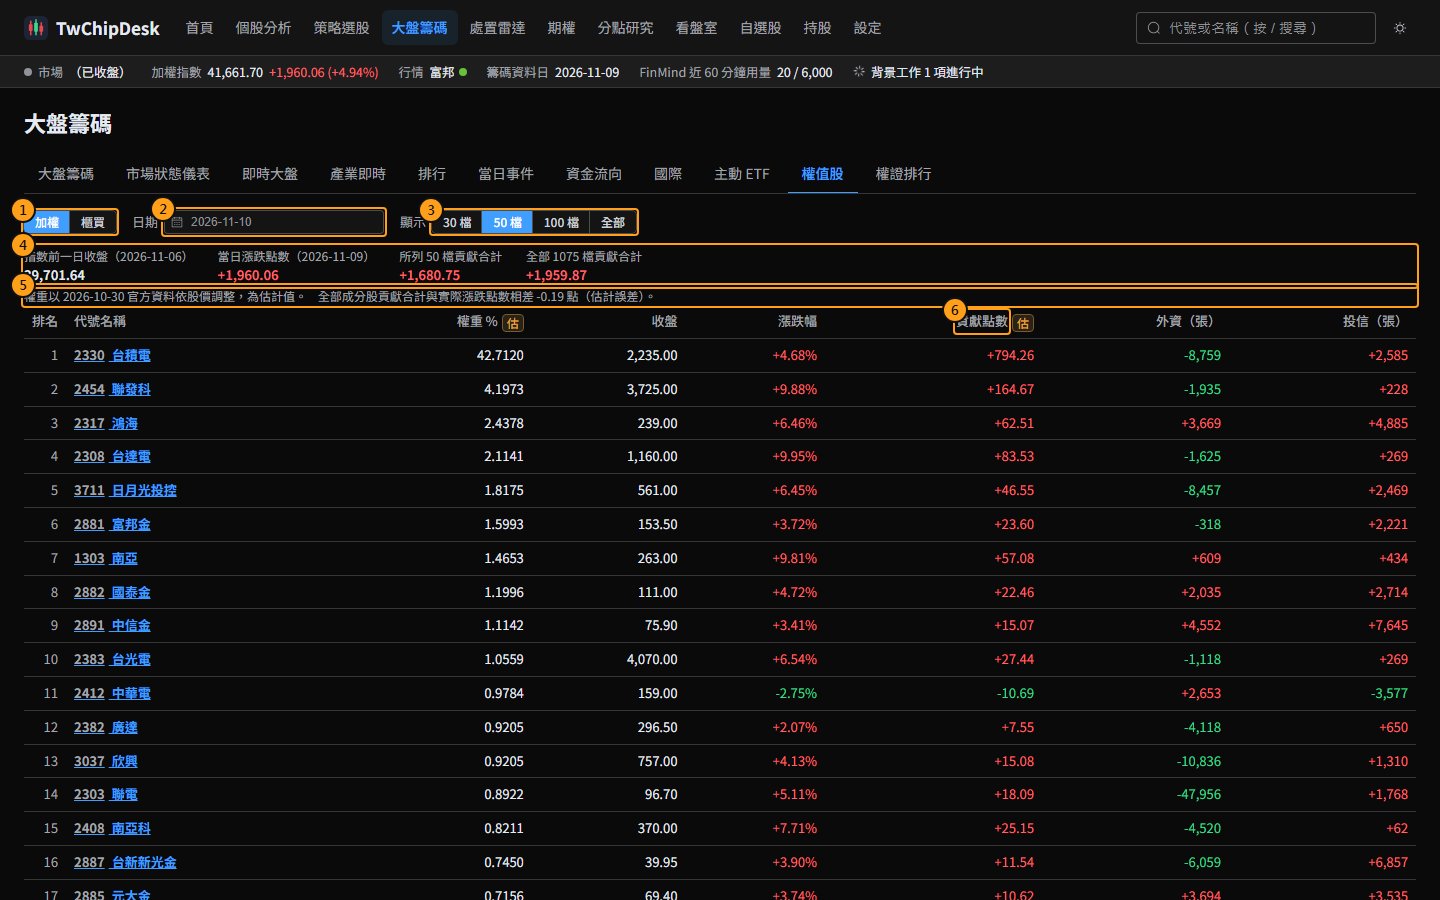 TwChipDesk 首頁 個股分析 策略選股 大盤籌碼 處置雷達 期權 分點研究 看盤室 自選股 持股 設定 代號或名稱（按 / 搜尋）
市場 （已收盤） 加權指數 41,661.70 +1,960.06 (+4.94%) 行情 富邦 籌碼資料日 2026-11-09 FinMind 近 60 分鐘用量 20 / 6,000 背景工作 1 項進行中
大盤籌碼
大盤籌碼 市場狀態儀表 即時大盤 產業即時 排行 當日事件 資金流向 國際 主動 ETF 權值股 權證排行
1 加權 櫃買 日期 2 2026-11-10 顯示 3 30 檔 50 檔 100 檔 全部
4 指數前一日收盤（2026-11-06） 當日漲跌點數（2026-11-09） 所列 50 檔貢獻合計 全部 1075 檔貢獻合計
39,701.64 +1,960.06 +1,680.75 +1,959.87
5 權重以 2026-10-30 官方資料依股價調整，為估計值。 全部成分股貢獻合計與實際漲跌點數相差 -0.19 點（估計誤差）。
排名 代號名稱 權重 % 估 收盤 漲跌幅 6 貢獻點數 估 外資（張） 投信（張）
1 2330 台積電 42.7120 2,235.00 +4.68% +794.26 -8,759 +2,585
2 2454 聯發科 4.1973 3,725.00 +9.88% +164.67 -1,935 +228
3 2317 鴻海 2.4378 239.00 +6.46% +62.51 +3,669 +4,885
4 2308 台達電 2.1141 1,160.00 +9.95% +83.53 -1,625 +269
5 3711 日月光投控 1.8175 561.00 +6.45% +46.55 -8,457 +2,469
6 2881 富邦金 1.5993 153.50 +3.72% +23.60 -318 +2,221
7 1303 南亞 1.4653 263.00 +9.81% +57.08 +609 +434
8 2882 國泰金 1.1996 111.00 +4.72% +22.46 +2,035 +2,714
9 2891 中信金 1.1142 75.90 +3.41% +15.07 +4,552 +7,645
10 2383 台光電 1.0559 4,070.00 +6.54% +27.44 -1,118 +269
11 2412 中華電 0.9784 159.00 -2.75% -10.69 +2,653 -3,577
12 2382 廣達 0.9205 296.50 +2.07% +7.55 -4,118 +650
13 3037 欣興 0.9205 757.00 +4.13% +15.08 -10,836 +1,310
14 2303 聯電 0.8922 96.70 +5.11% +18.09 -47,956 +1,768
15 2408 南亞科 0.8211 370.00 +7.71% +25.15 -4,520 +62
16 2887 台新新光金 0.7450 39.95 +3.90% +11.54 -6,059 +6,857
17 2885 元大金 0.7156 69.40 +3.74% +10.62 +3,694 +3,535